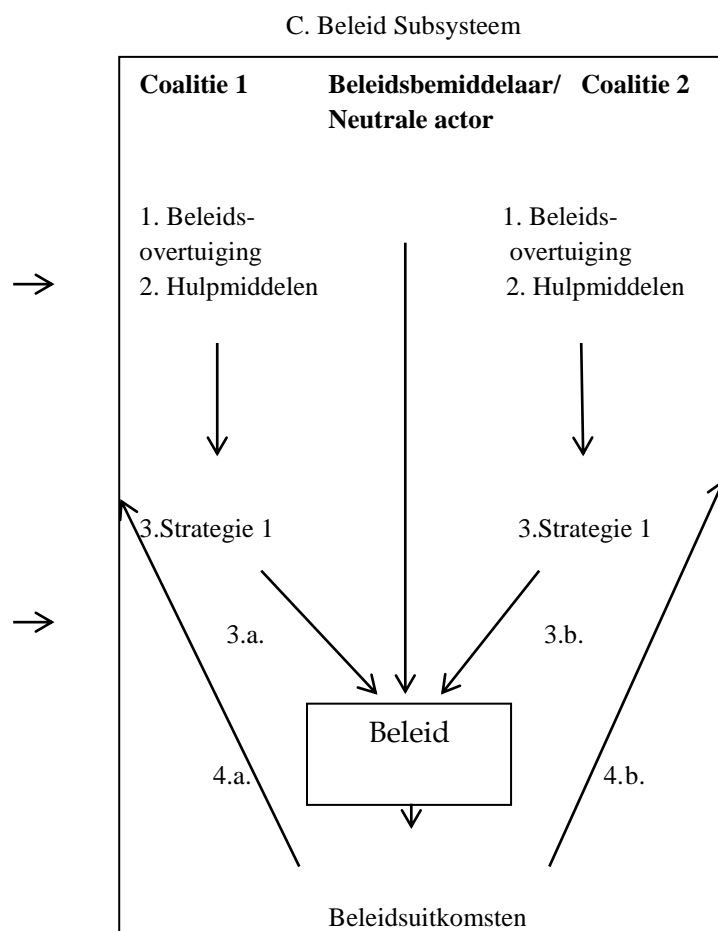 C. Beleid Subsysteem
Coalitie 1
Beleidsbemiddelaar/
Neutrale actor
Coalitie 2
1. Beleids-
overtuiging
2. Hulpmiddelen
1. Beleids-
overtuiging
2. Hulpmiddelen
3.Strategie 1
3.Strategie 1
3.a.
3.b.
Beleid
4.a.
4.b.
Beleidsuitkomsten